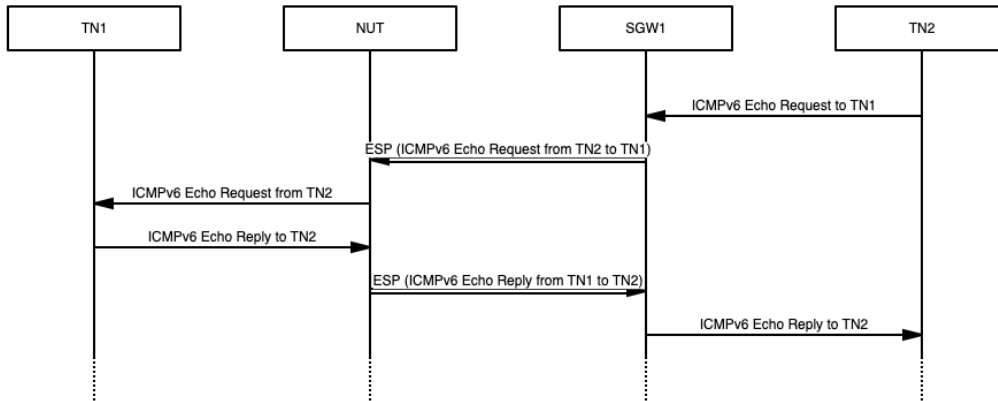 TN1
NUT
SGW1
TN2
ICMPv6 Echo Request to TN1
ESP (ICMPv6 Echo Request from TN2 to TN1)
ICMPv6 Echo Request from TN2
ICMPv6 Echo Reply to TN2
ESP (ICMPv6 Echo Reply from TN1 to TN2)
ICMPv6 Echo Reply to TN2